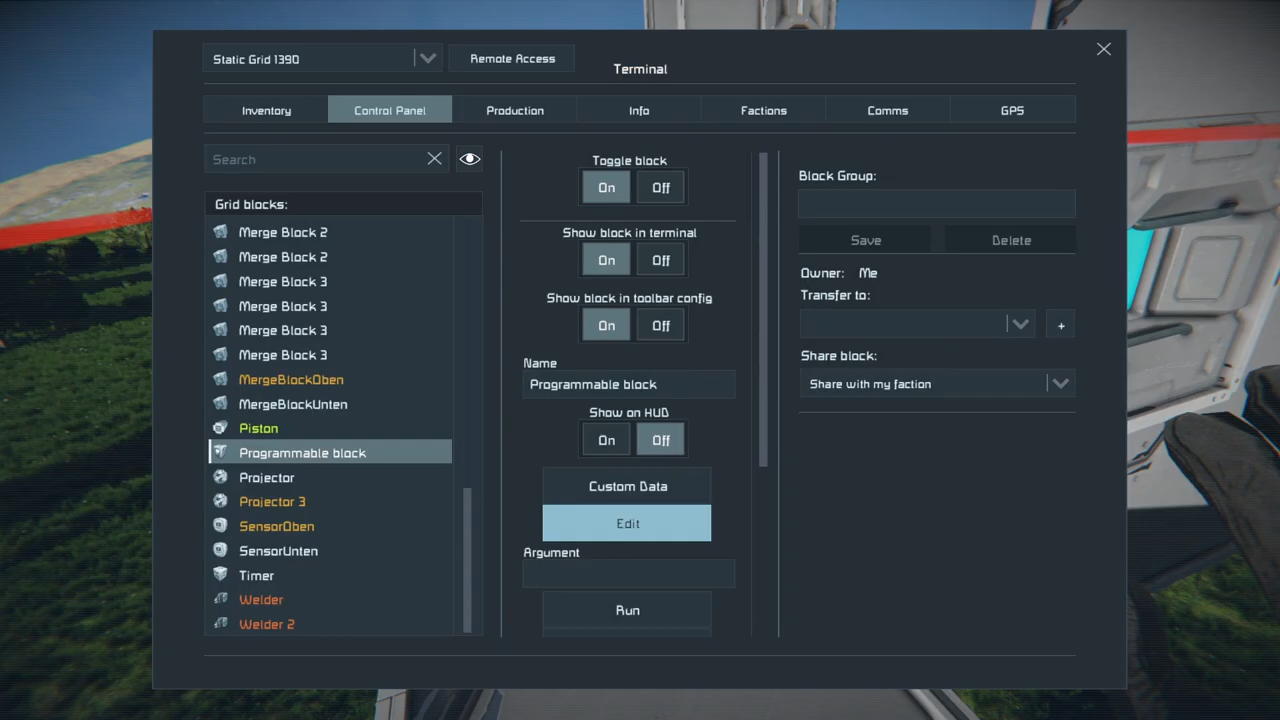 Static Grid 1390
Remote Access
Terminal
Inventory
Control Panel
Production
Info
Factions
Comms
GPS
Search
Grid blocks:
Merge Block 2
Merge Block 2
Merge Block 3
Merge Block 3
Merge Block 3
Merge Block 3
MergeBlockOben
MergeBlockUnten
Piston
Programmable block
Projector
Projector 3
SensorOben
SensorUnten
Timer
Welder
Welder 2
Toggle block
On Off
Show block in terminal
On Off
Show block in toolbar config
On Off
Name
Programmable block
Show on HUD
On Off
Custom Data
Edit
Argument
Run
Block Group:
Save Delete
Owner: Me
Transfer to:
+
Share block:
Share with my faction